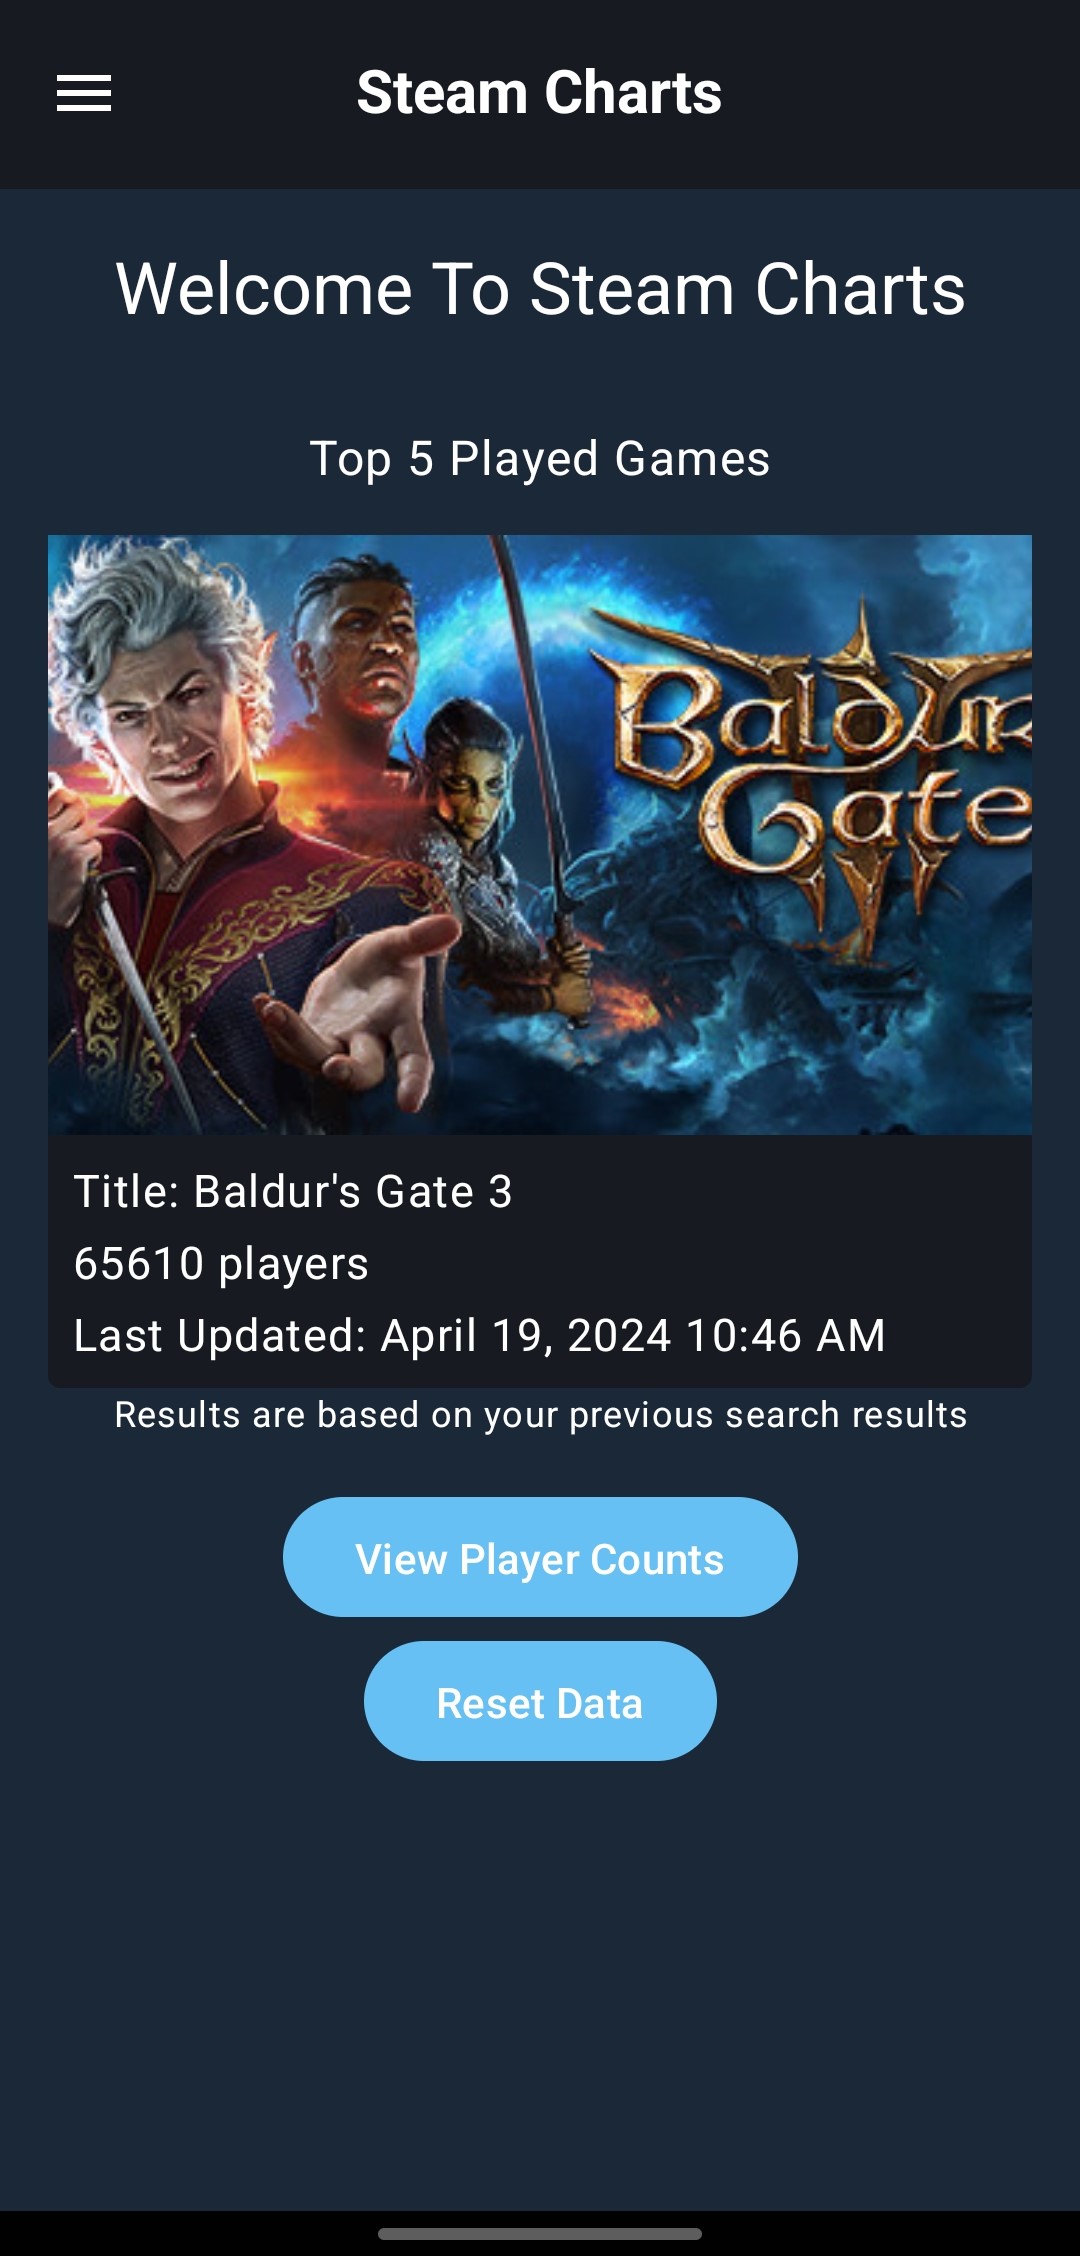 Steam Charts
Welcome To Steam Charts
Top 5 Played Games
Baldur
Gate
Title: Baldur's Gate 3
65610 players
Last Updated: April 19, 2024 10:46 AM
Results are based on your previous search results
View Player Counts
Reset Data